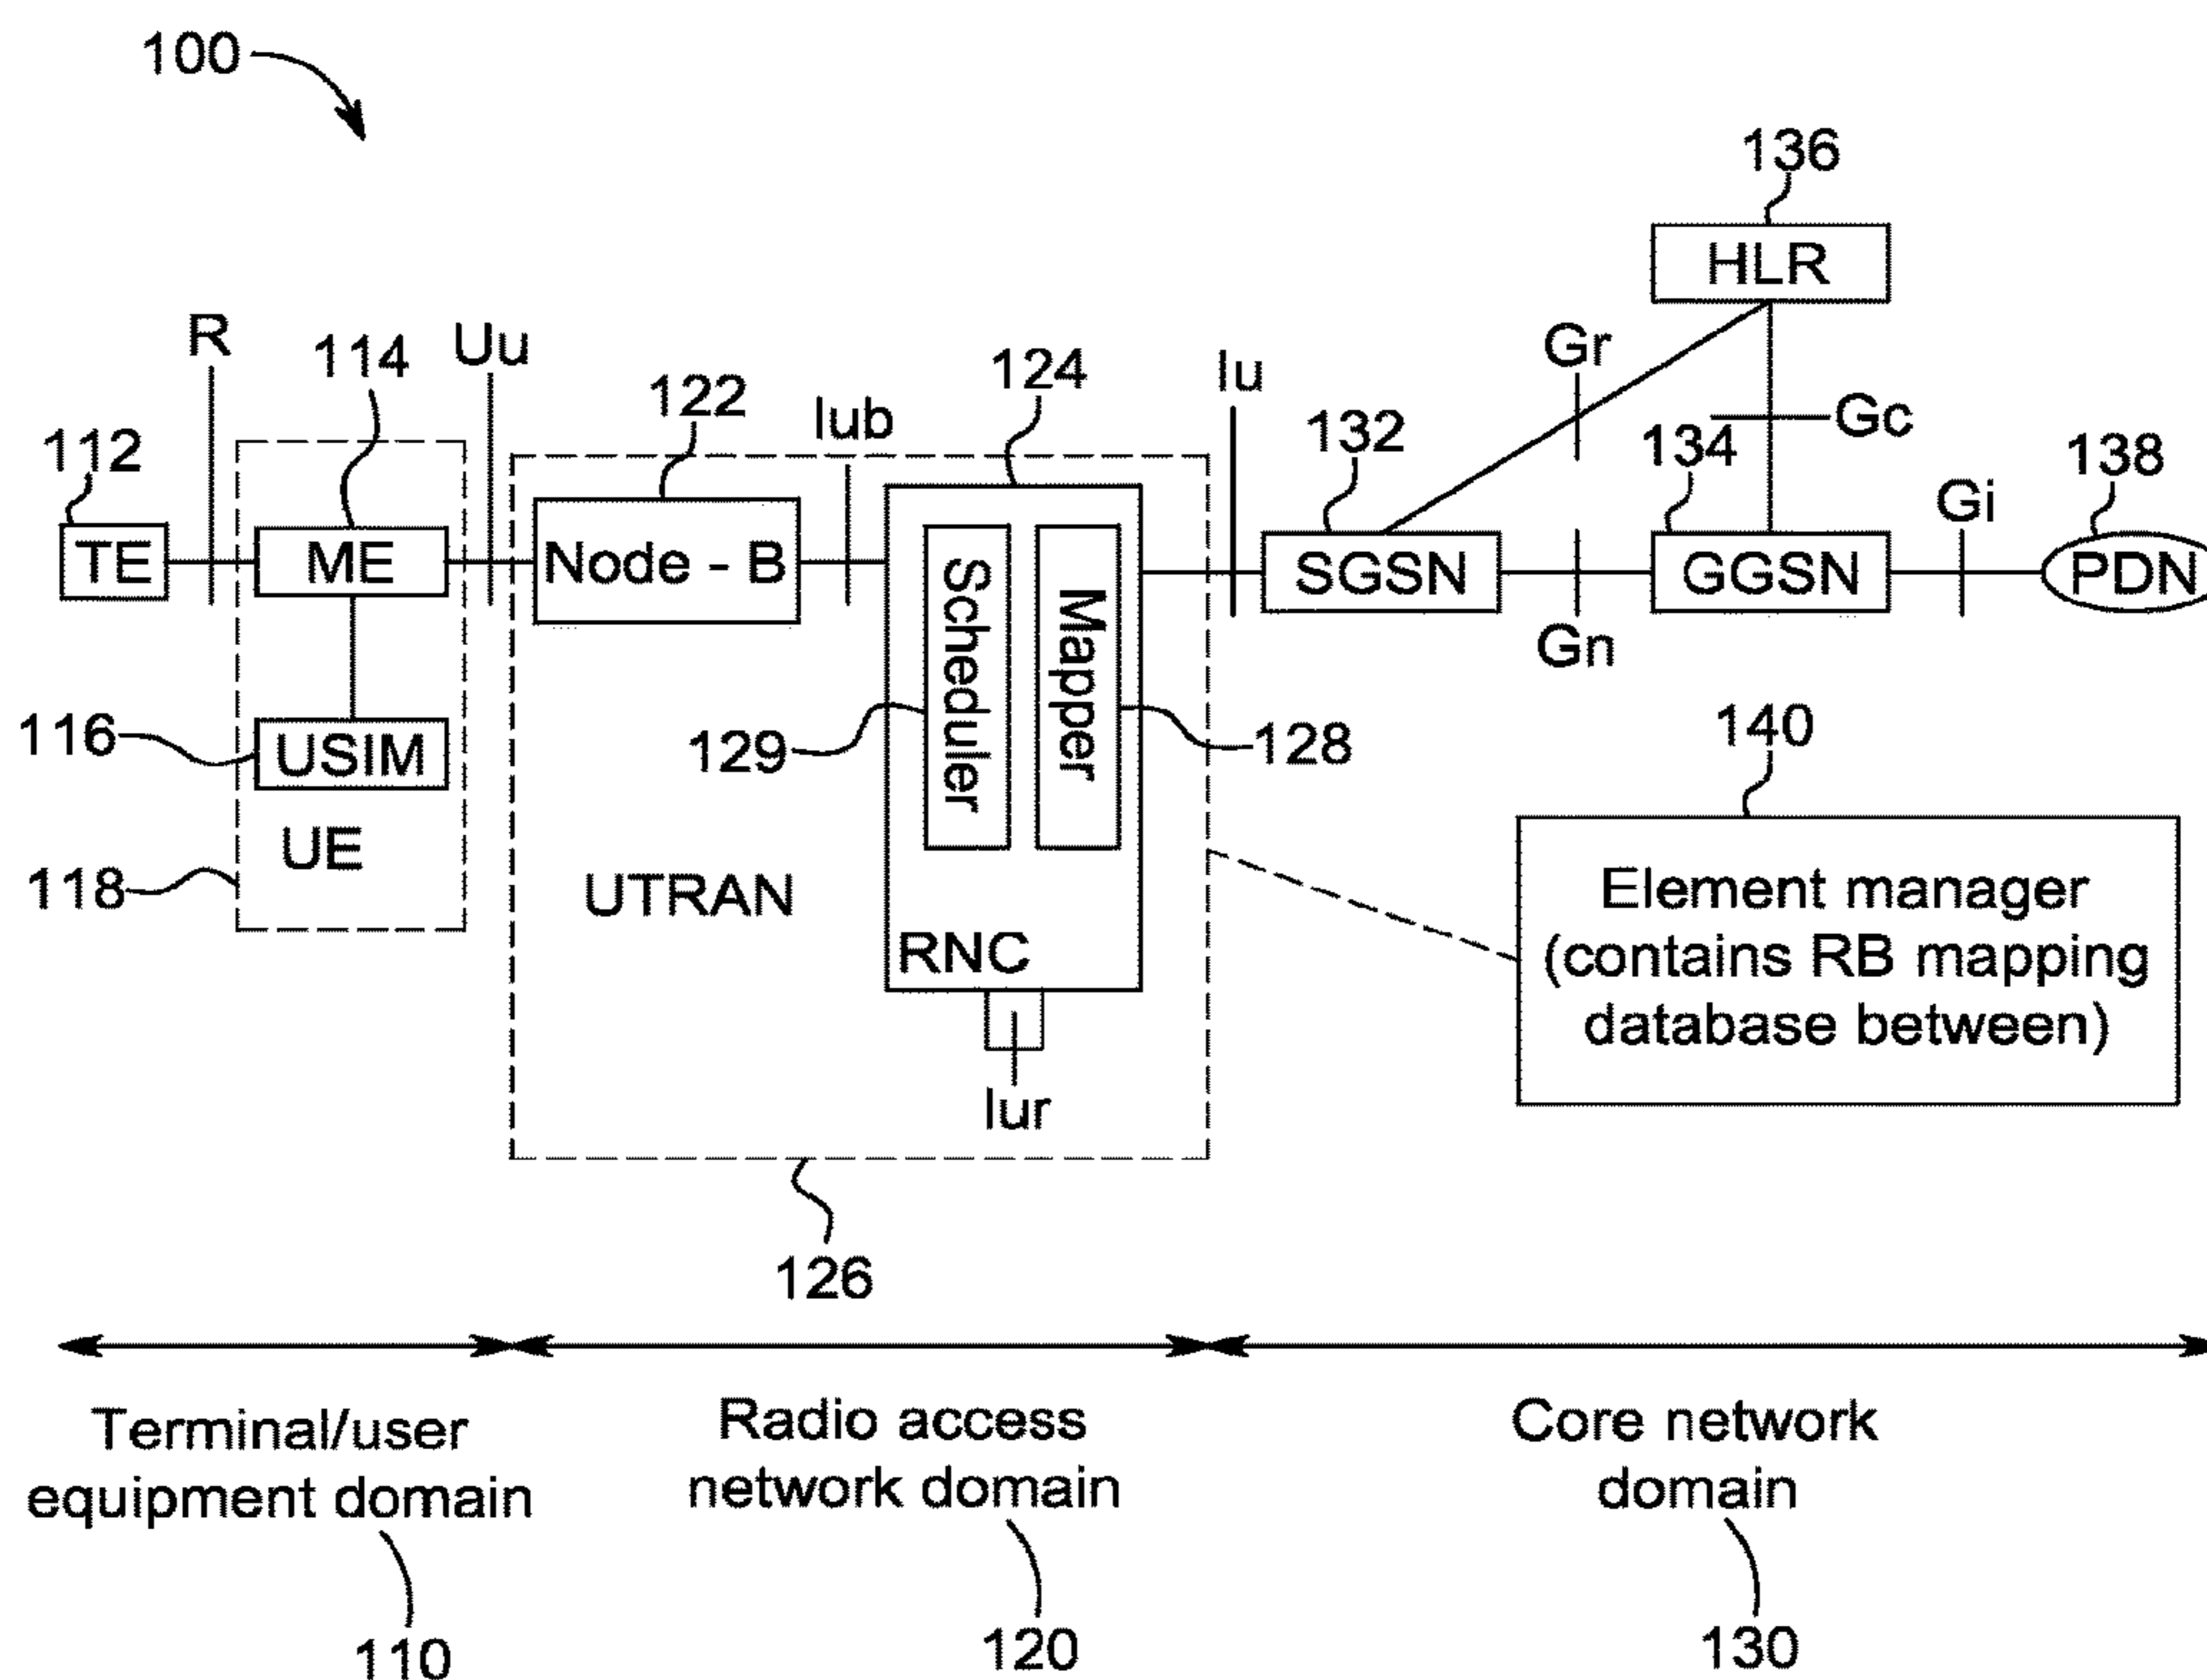 100
136
HLR
R
114
Uu
122
Iub
124
Iu
Gr
Gc
112
132
134
138
Gi
TE
ME
Node - B
Scheduler
Mapper
SGSN
GGSN
PDN
Gn
116
USIM
129
128
140
UE
118
UTRAN
RNC
Element manager
(contains RB mapping
database between)
Iur
126
Terminal/user
equipment domain
Radio access
network domain
Core network
domain
110
120
130